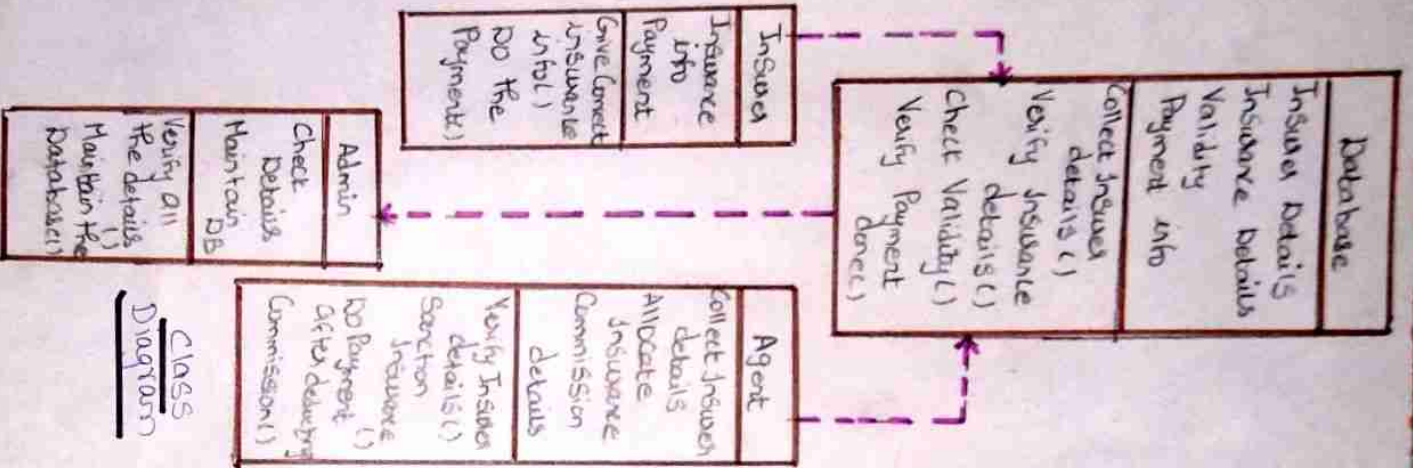 Database
Insurer Details
Insurance Details
Validity
Payment info
Collect Insurer
details ()
Verify Insurance
details ()
Check Validity ()
Verify Payment
done()
Insurer
Insurance
info
Payment
Give Correct
insurance
info()
DO the
Payment()
Agent
Collect Insurer
details
Allocate
Insurance
Commission
details
Verify Insurer
details ()
Sanction
Insurance
()
DO Payment
after deducting
Commission()
Admin
Check
Details
Maintain
DB
Verify all
the details
()
Maintain the
Database()
Class
Diagram